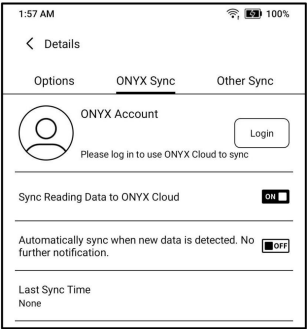 1:57 AM
100%
Details
Options ONYX Sync Other Sync
ONYX Account
Login
Please log in to use ONYX Cloud to sync
Sync Reading Data to ONYX Cloud
ON
Automatically sync when new data is detected. No
further notification.
OFF
Last Sync Time
None